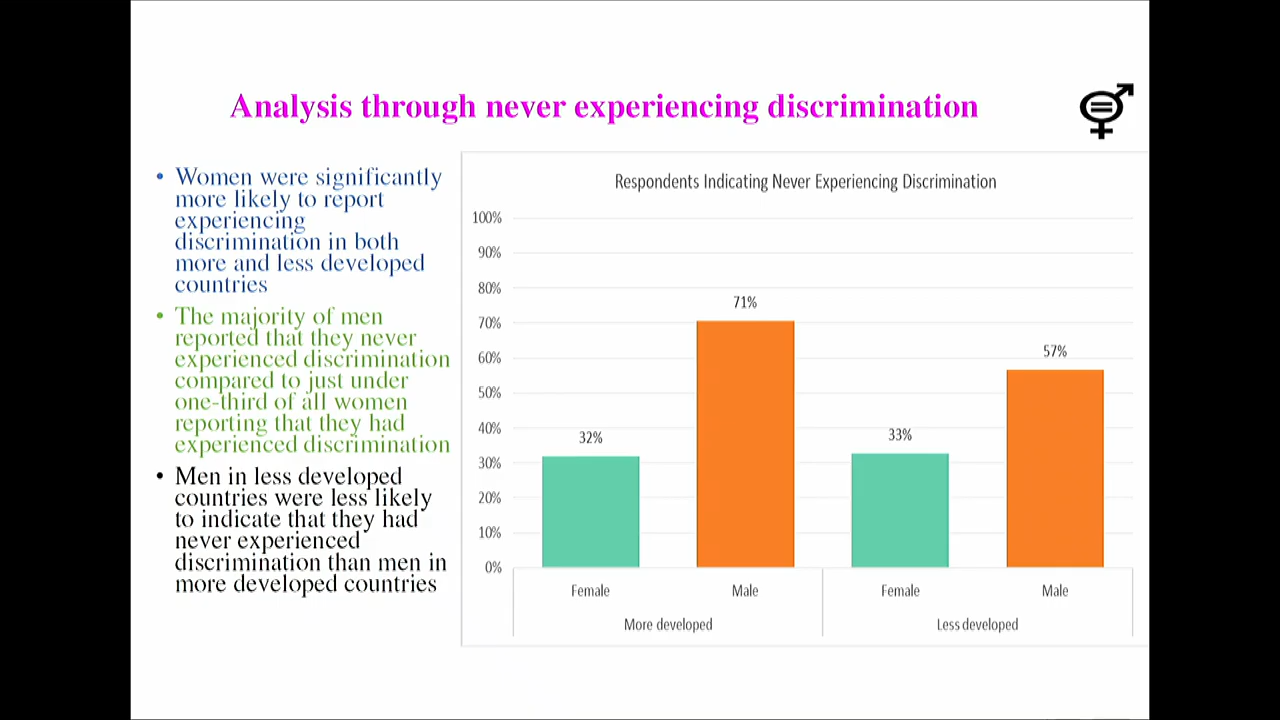 Analysis through never experiencing discrimination
• Women were significantly
more likely to report
experiencing
discrimination in both
more and less developed
countries
• The majority of men
reported that they never
experienced discrimination
compared to just under
one-third of all women
reporting that they had
experienced discrimination
• Men in less developed
countries were less likely
to indicate that they had
never experienced
discrimination than men in
more developed countries
Respondents Indicating Never Experiencing Discrimination
100%
90%
80%
70%
60%
50%
40%
30%
20%
10%
0%
32%
71%
33%
57%
Female Male Female Male
More developed Less developed